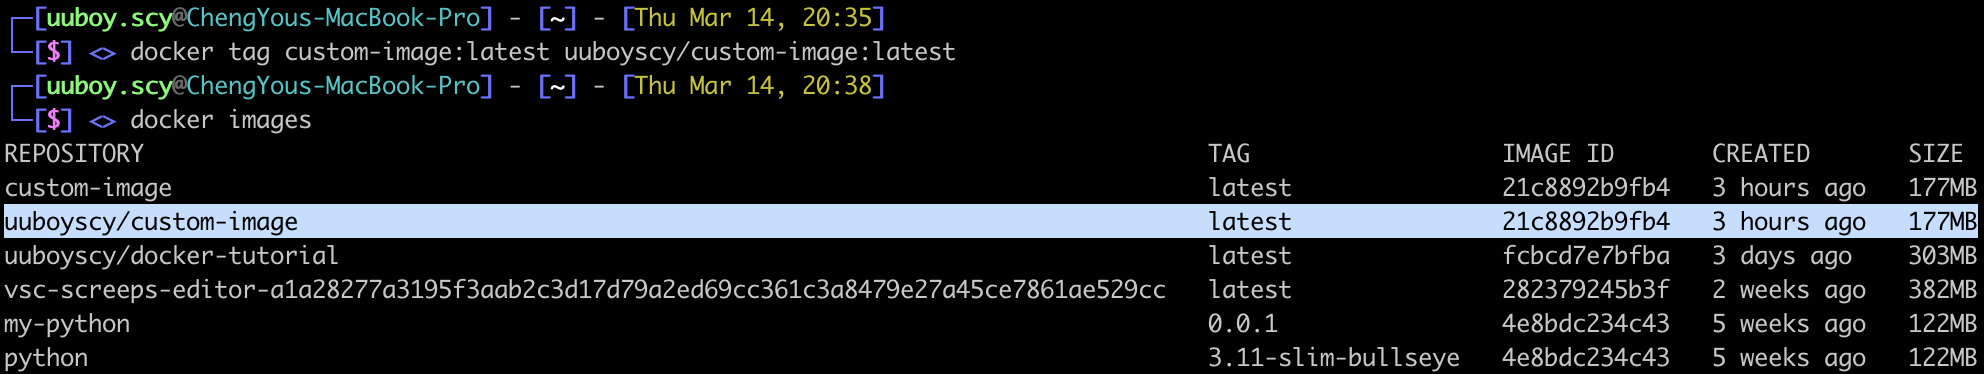 [uuboy.scy@ChengYous-MacBook-Pro] - [~] - [Thu Mar 14, 20:35]
[$] <> docker tag custom-image:latest uuboyscy/custom-image:latest
[uuboy.scy@ChengYous-MacBook-Pro] - [~] - [Thu Mar 14, 20:38]
[$] <> docker images
REPOSITORY TAG IMAGE ID CREATED SIZE
custom-image latest 21c8892b9fb4 3 hours ago 177MB
uuboyscy/custom-image latest 21c8892b9fb4 3 hours ago 177MB
uuboyscy/docker-tutorial latest fcbcd7e7bfba 3 days ago 303MB
vsc-screeps-editor-a1a28277a3195f3aab2c3d17d79a2ed69cc361c3a8479e27a45ce7861ae529cc latest 282379245b3f 2 weeks ago 382MB
my-python 0.0.1 4e8bdc234c43 5 weeks ago 122MB
python 3.11-slim-bullseye 4e8bdc234c43 5 weeks ago 122MB